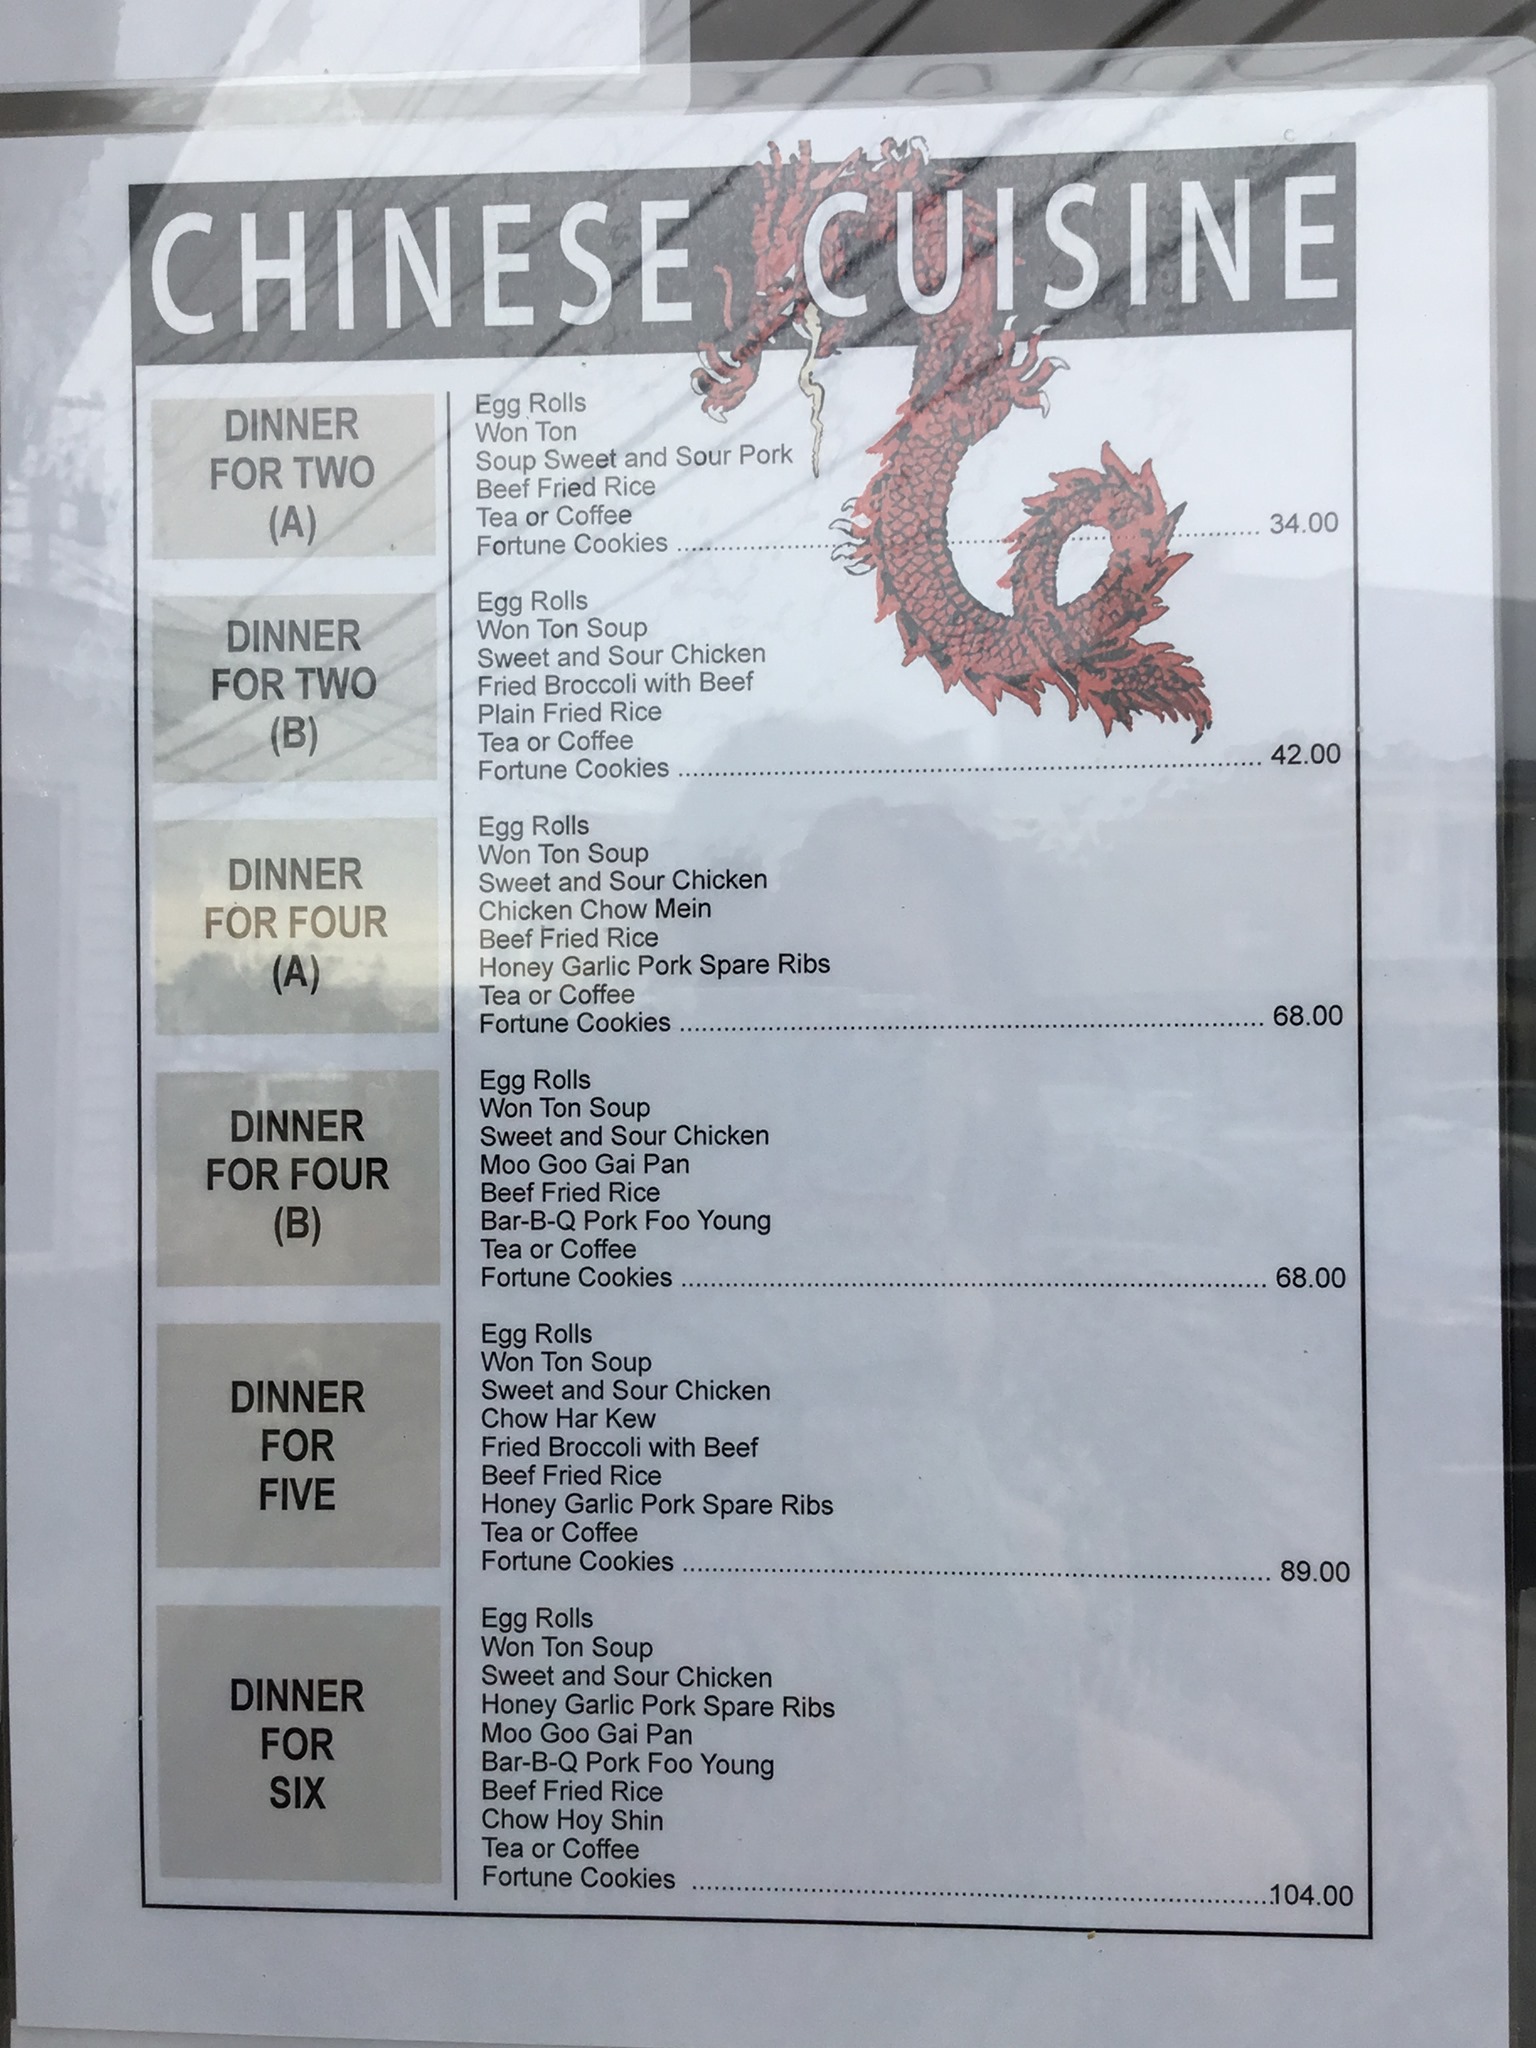 CHINESE CUISINE
DINNER
FOR TWO
(A)
Egg Rolls
Won Ton
Soup Sweet and Sour Pork
Beef Fried Rice
Tea or Coffee
Fortune Cookies ........ 34.00
DINNER
FOR TWO
(B)
Egg Rolls
Won Ton Soup
Sweet and Sour Chicken
Fried Broccoli with Beef
Plain Fried Rice
Tea or Coffee
Fortune Cookies ........ 42.00
DINNER
FOR FOUR
(A)
Egg Rolls
Won Ton Soup
Sweet and Sour Chicken
Chicken Chow Mein
Beef Fried Rice
Honey Garlic Pork Spare Ribs
Tea or Coffee
Fortune Cookies ........ 68.00
DINNER
FOR FOUR
(B)
Egg Rolls
Won Ton Soup
Sweet and Sour Chicken
Moo Goo Gai Pan
Beef Fried Rice
Bar-B-Q Pork Foo Young
Tea or Coffee
Fortune Cookies ........ 68.00
DINNER
FOR
FIVE
Egg Rolls
Won Ton Soup
Sweet and Sour Chicken
Chow Har Kew
Fried Broccoli with Beef
Beef Fried Rice
Honey Garlic Pork Spare Ribs
Tea or Coffee
Fortune Cookies ........ 89.00
DINNER
FOR
SIX
Egg Rolls
Won Ton Soup
Sweet and Sour Chicken
Honey Garlic Pork Spare Ribs
Moo Goo Gai Pan
Bar-B-Q Pork Foo Young
Beef Fried Rice
Chow Hoy Shin
Tea or Coffee
Fortune Cookies ........ 104.00